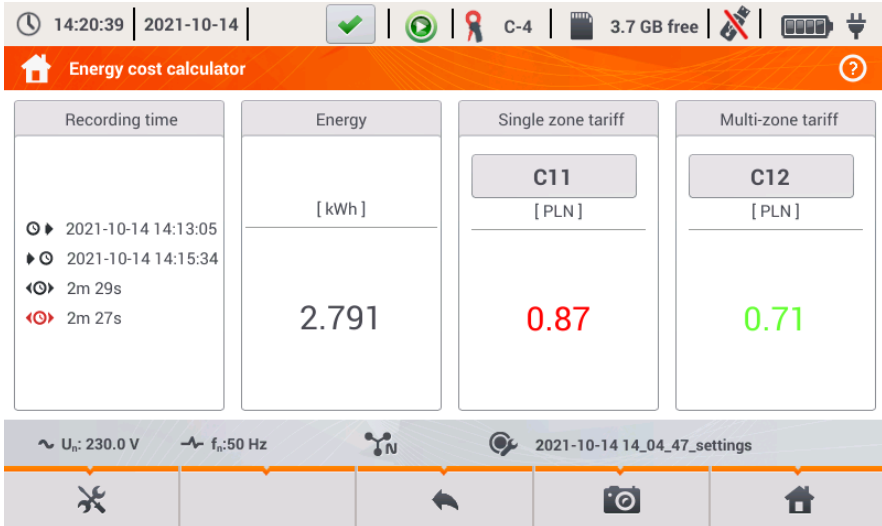 14:20:39 2021-10-14 C-4 3.7 GB free
Energy cost calculator ?
Recording time
2021-10-14 14:13:05
2021-10-14 14:15:34
2m 29s
2m 27s
Energy
[ kWh ]
2.791
Single zone tariff
C11
[ PLN ]
0.87
Multi-zone tariff
C12
[ PLN ]
0.71
Un: 230.0 V fn:50 Hz N 2021-10-14 14_04_47_settings